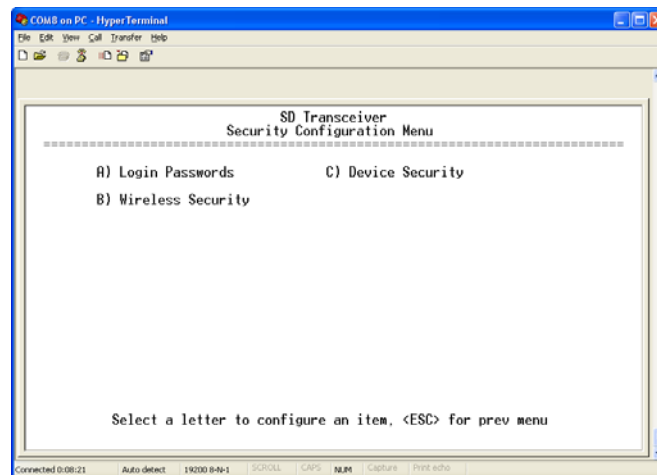 COM8 on PC - HyperTerminal
File Edit View Call Transfer Help
SD Transceiver
Security Configuration Menu
================================================================================
A) Login Passwords C) Device Security
B) Wireless Security
Select a letter to configure an item, <ESC> for prev menu
Connected 0:08:21 Auto detect 19200 8-N-1 SCROLL CAPS NUM Capture Print echo